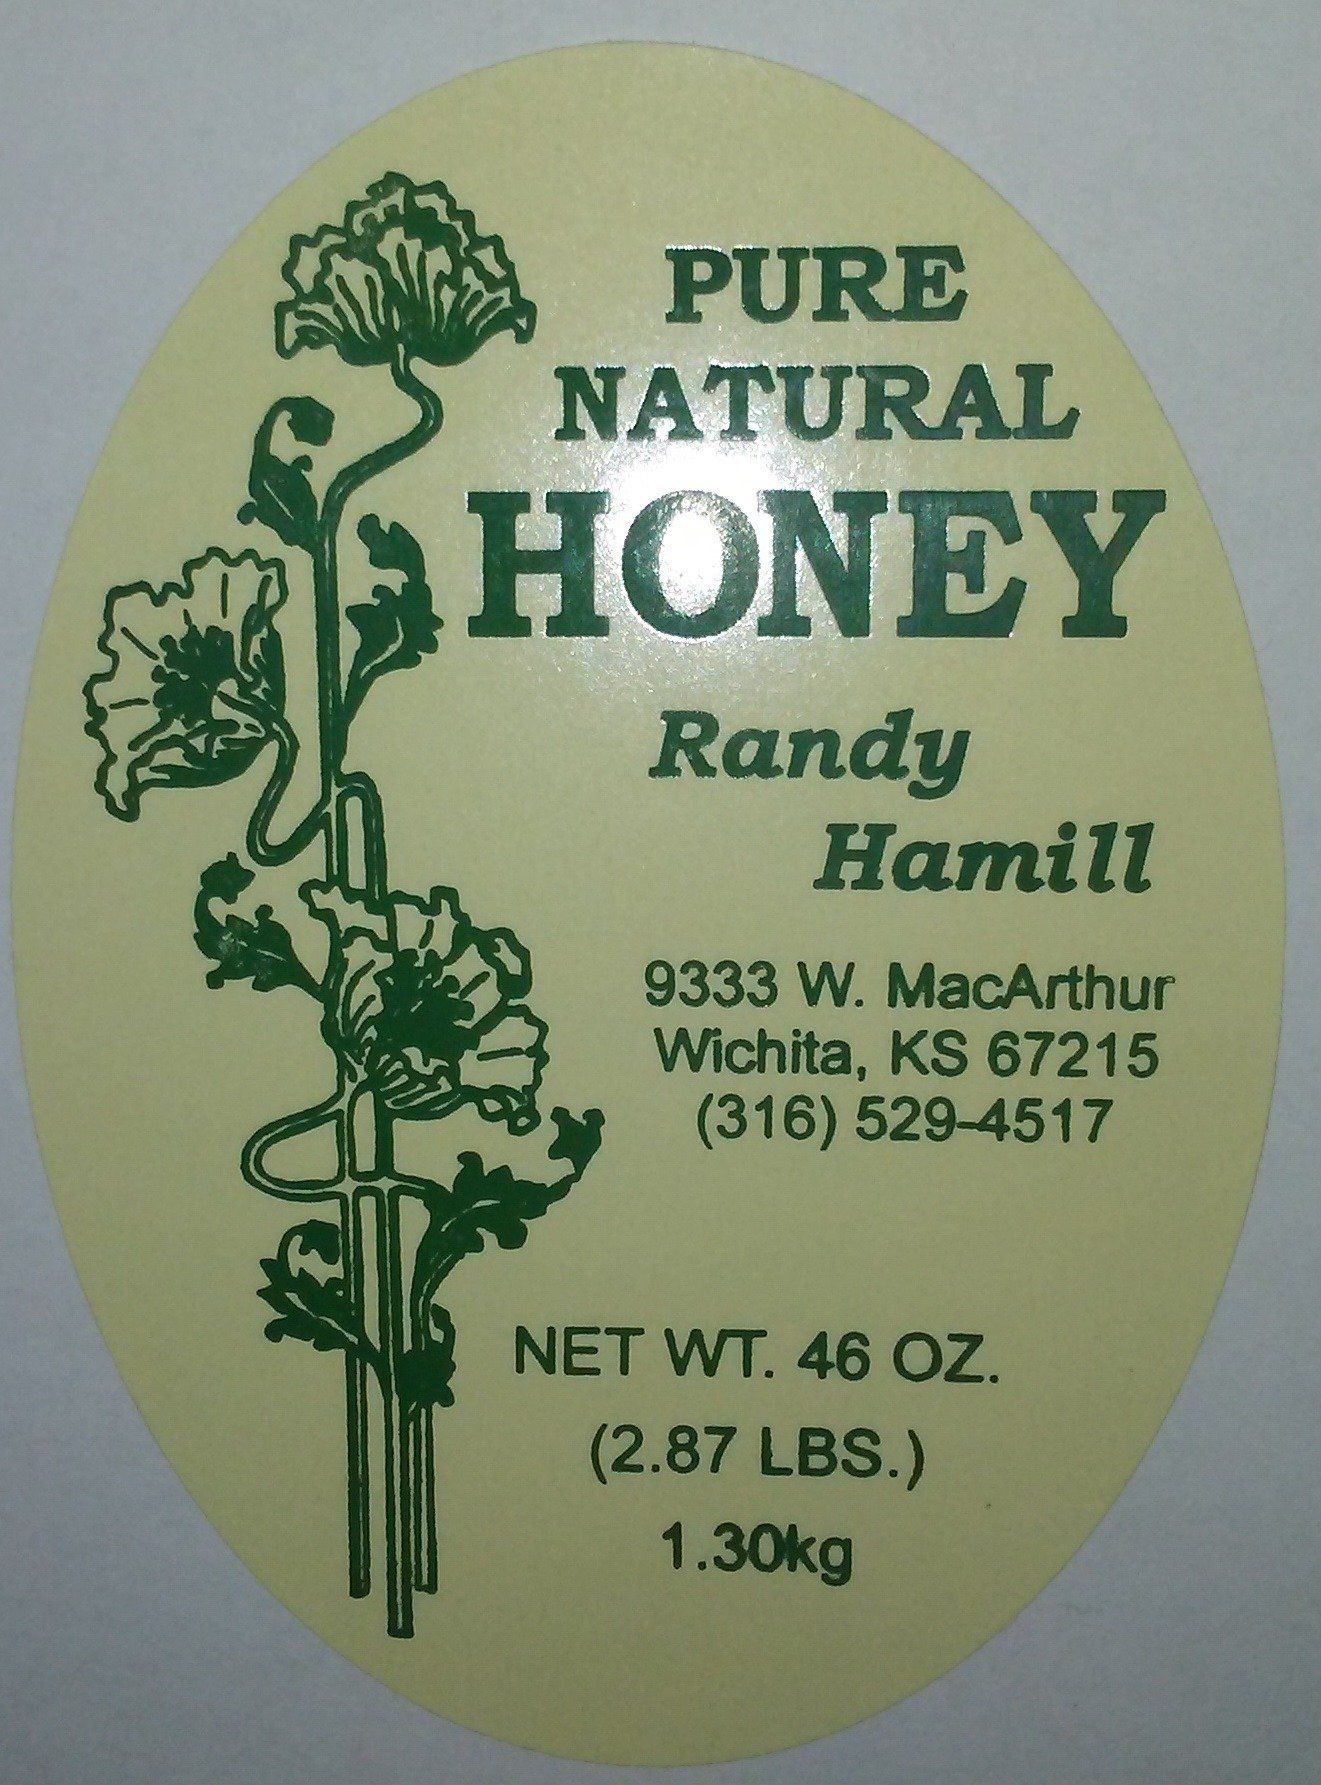 PURE
NATURAL
HONEY
Randy
Hamill
9333 W. MacArthur
Wichita, KS 67215
(316) 529-4517
NET WT. 46 OZ.
(2.87 LBS.)
1.30kg